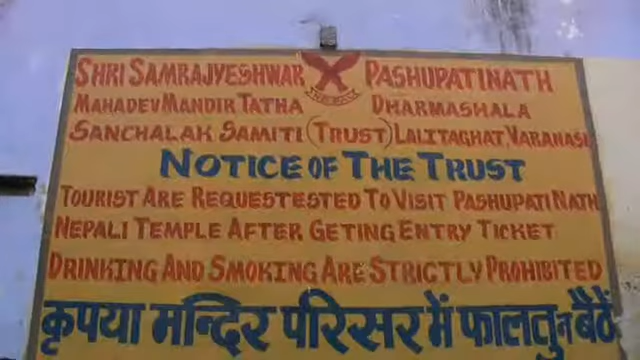 SHRI SAMRAJYESHWAR PASHUPATINATH
MAHADEV MANDIR TATHA DHARMASHALA
SANCHALAK SAMITI (TRUST) LALITAGHAT, VARANASI
NOTICE OF THE TRUST
TOURIST ARE REQUESTESTED TO VISIT PASHUPATI NATH
NEPALI TEMPLE AFTER GETING ENTRY TICKET
DRINKING AND SMOKING ARE STRICTLY PROHIBITED
कृपया मन्दिर परिसर में फालतु न बैठें